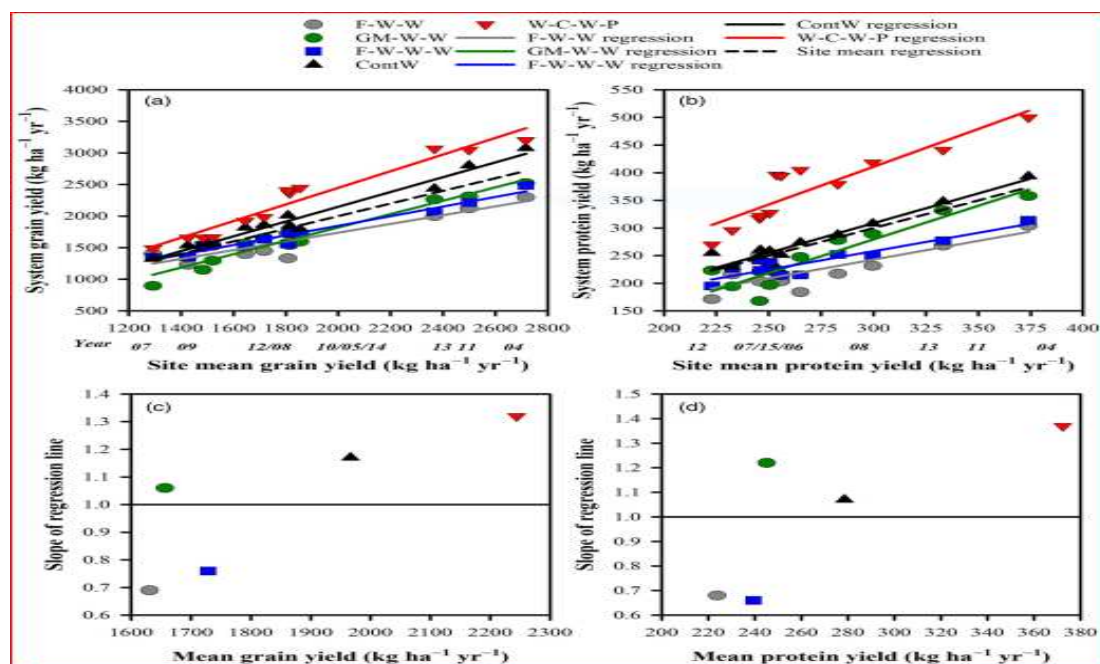 F-W-W W-C-W-P ContW regression
GM-W-W F-W-W regression W-C-W-P regression
F-W-W-W GM-W-W regression Site mean regression
ContW F-W-W-W regression
(a)
System grain yield (kg ha⁻¹ yr⁻¹)
4000
3500
3000
2500
2000
1500
1000
500
1200 1400 1600 1800 2000 2200 2400 2600 2800
Year 07 09 12/08 10/05/14 13 11 04
Site mean grain yield (kg ha⁻¹ yr⁻¹)
(b)
System protein yield (kg ha⁻¹ yr⁻¹)
550
500
450
400
350
300
250
200
150
200 225 250 275 300 325 350 375 400
12 07/15/06 08 13 11 04
Site mean protein yield (kg ha⁻¹ yr⁻¹)
(c)
Slope of regression line
1.4
1.3
1.2
1.1
1.0
0.9
0.8
0.7
0.6
1600 1700 1800 1900 2000 2100 2200 2300
Mean grain yield (kg ha⁻¹ yr⁻¹)
(d)
Slope of regression line
1.5
1.4
1.3
1.2
1.1
1.0
0.9
0.8
0.7
0.6
200 220 240 260 280 300 320 340 360 380
Mean protein yield (kg ha⁻¹ yr⁻¹)